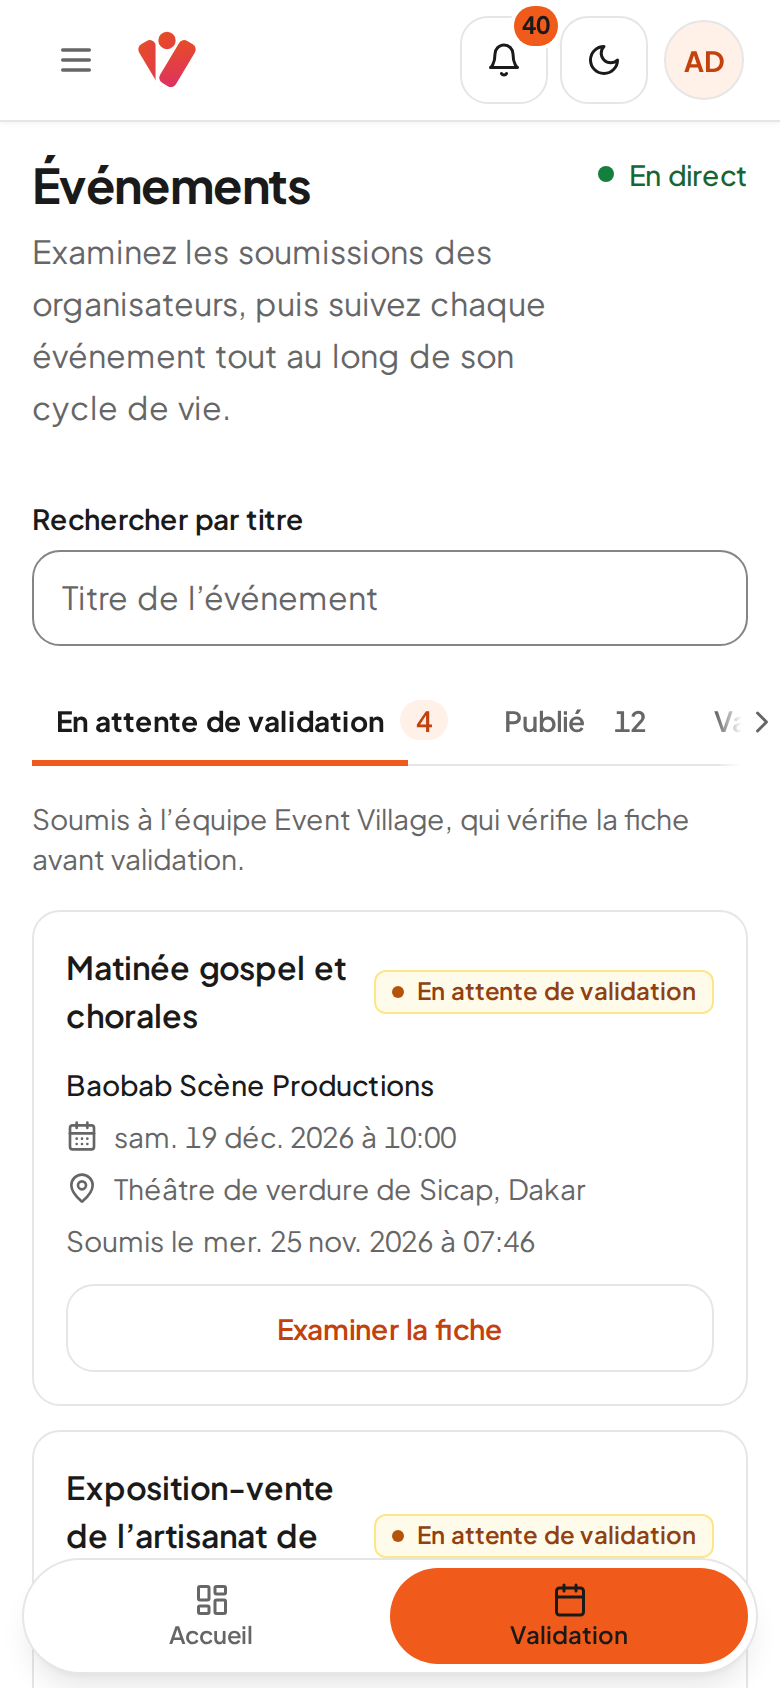 40
AD
Événements
En direct
Examinez les soumissions des
organisateurs, puis suivez chaque
événement tout au long de son
cycle de vie.
Rechercher par titre
Titre de l’événement
En attente de validation 4 Publié 12
Soumis à l’équipe Event Village, qui vérifie la fiche
avant validation.
Matinée gospel et
chorales
En attente de validation
Baobab Scène Productions
sam. 19 déc. 2026 à 10:00
Théâtre de verdure de Sicap, Dakar
Soumis le mer. 25 nov. 2026 à 07:46
Examiner la fiche
Exposition-vente
de l’artisanat de
En attente de validation
Accueil
Validation